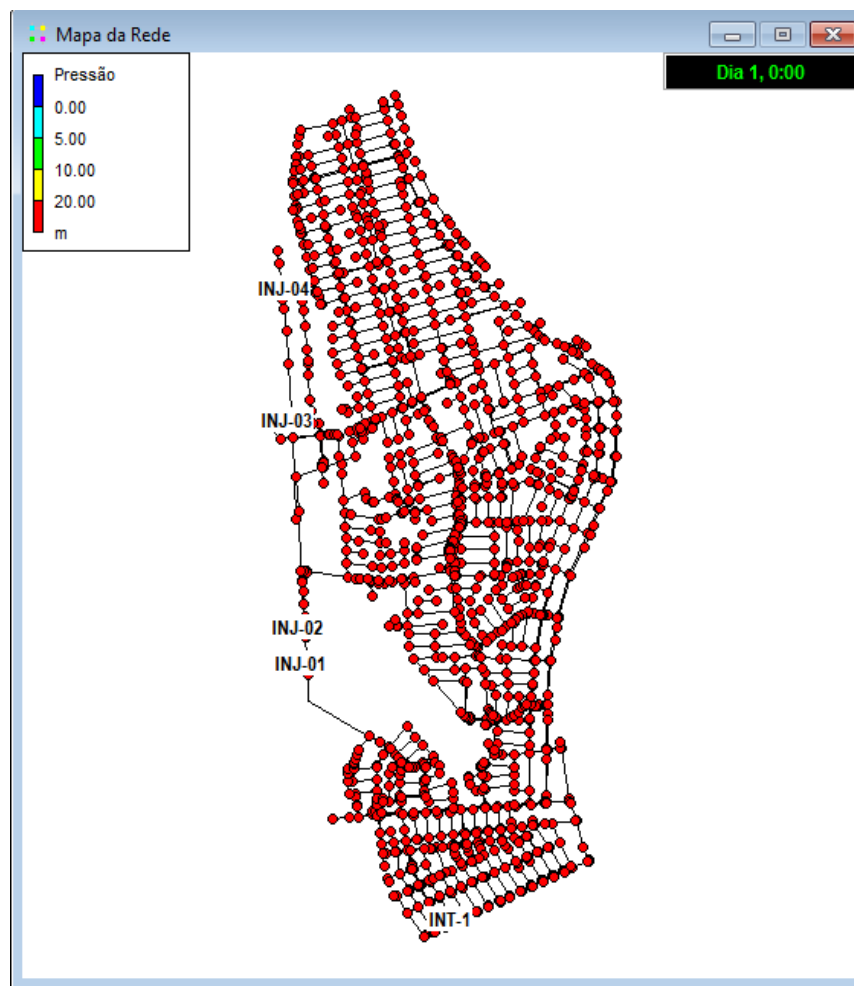 Mapa da Rede
Pressão
0.00
5.00
10.00
20.00
m
Dia 1, 0:00
INJ-04
INJ-03
INJ-02
INJ-01
INT-1